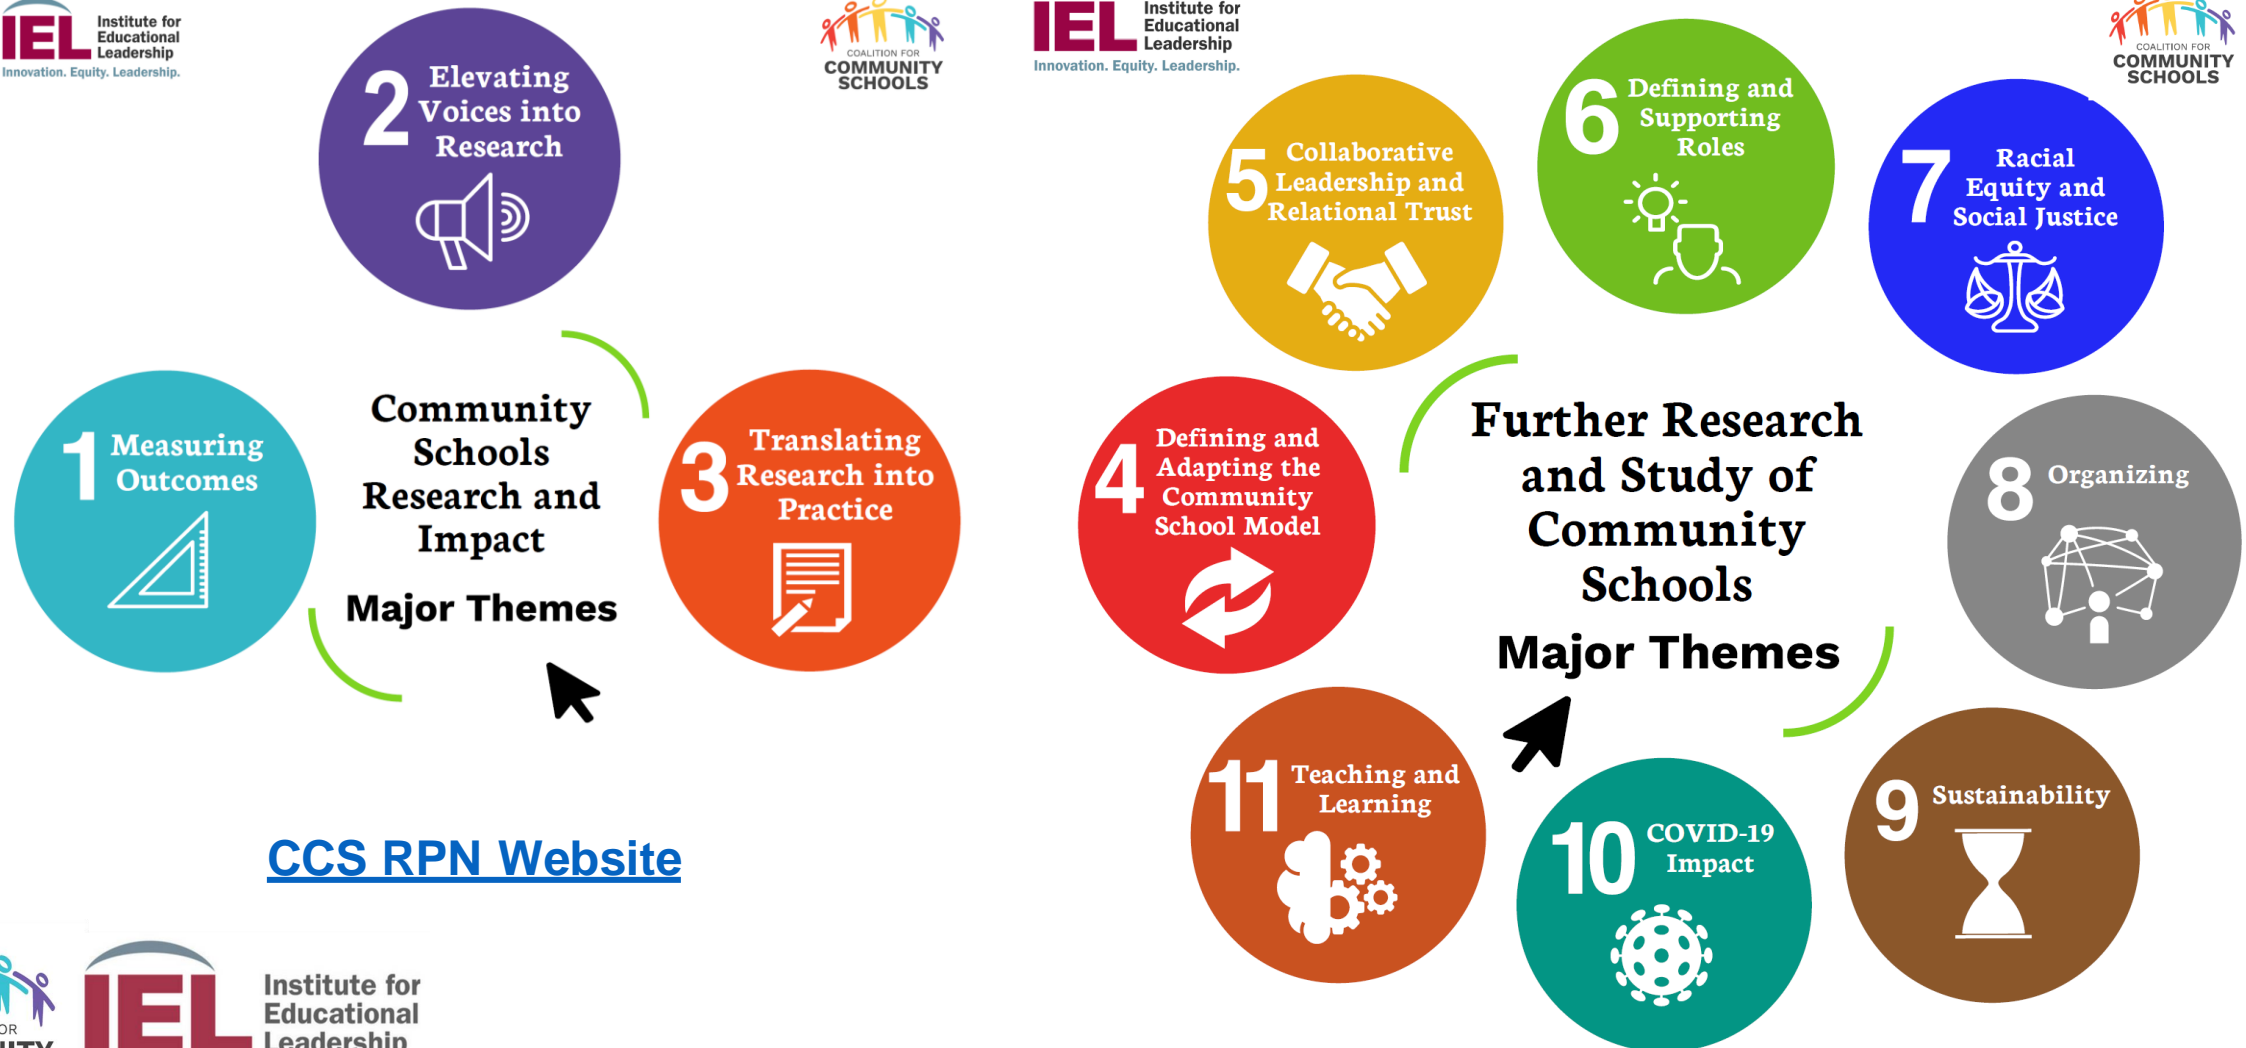 IEL
Institute for
Educational
Leadership
Innovation. Equity. Leadership.
COALITION FOR
COMMUNITY
SCHOOLS
2
Elevating
Voices into
Research
1
Measuring
Outcomes
Community
Schools
Research and
Impact
Major Themes
3
Translating
Research into
Practice
CCS RPN Website
IEL
Institute for
Educational
Leadership
IEL
Institute for
Educational
Leadership
Innovation. Equity. Leadership.
COALITION FOR
COMMUNITY
SCHOOLS
5
Collaborative
Leadership and
Relational Trust
6
Defining and
Supporting
Roles
7
Racial
Equity and
Social Justice
4
Defining and
Adapting the
Community
School Model
Further Research
and Study of
Community
Schools
Major Themes
8
Organizing
11
Teaching and
Learning
10
COVID-19
Impact
9
Sustainability